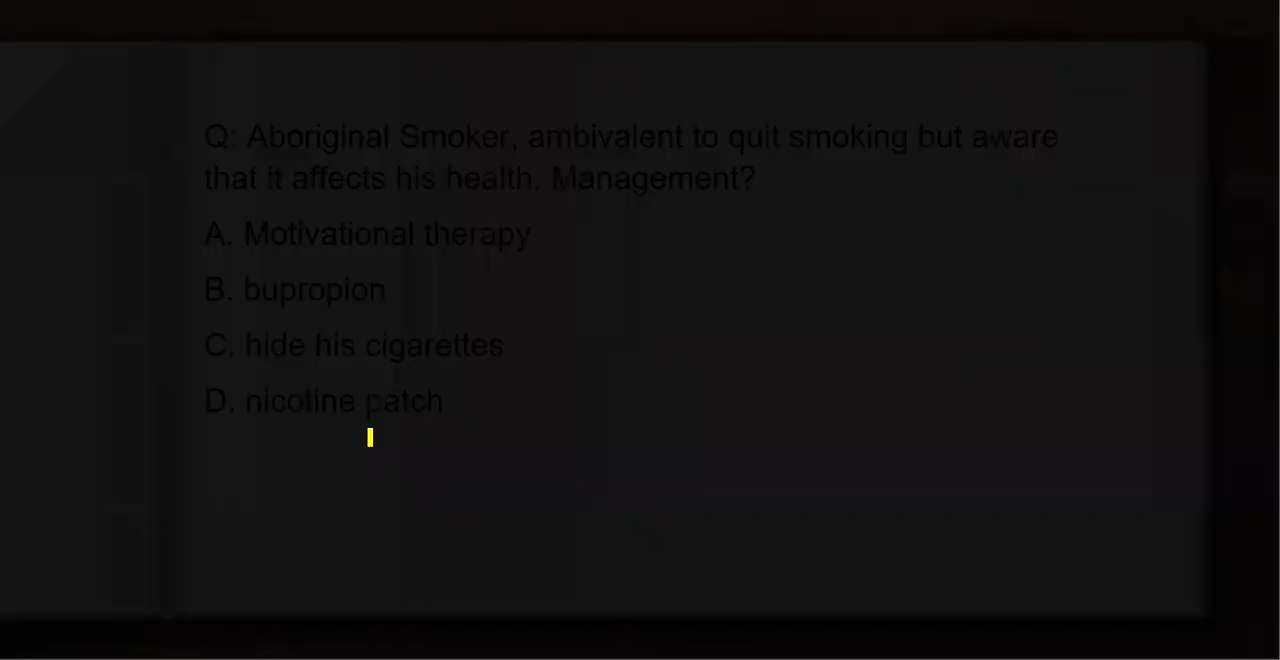 Q: Aboriginal Smoker, ambivalent to quit smoking but aware
that it affects his health. Management?
A. Motivational therapy
B. bupropion
C. hide his cigarettes
D. nicotine patch